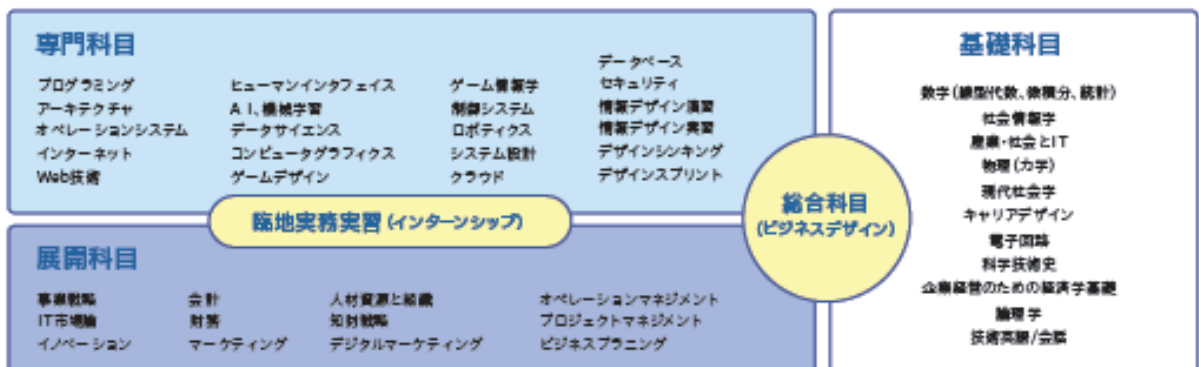 専門科目
プログラミング
アーキテクチャ
オペレーションシステム
インターネット
Web技術
ヒューマンインタフェイス
AI、機械学習
データサイエンス
コンピュータグラフィクス
ゲームデザイン
ゲーム情報学
制御システム
ロボティクス
システム設計
クラウド
データベース
セキュリティ
情報デザイン演習
情報デザイン実習
デザインシンキング
デザインスプリント
臨地実務実習(インターンシップ)
総合科目
(ビジネスデザイン)
展開科目
事業戦略
IT市場論
イノベーション
会計
財務
マーケティング
人材資源と組織
知財戦略
デジタルマーケティング
オペレーションマネジメント
プロジェクトマネジメント
ビジネスプラニング
基礎科目
数学(線型代数、微積分、統計)
社会情報学
産業・社会とIT
物理(力学)
現代社会学
キャリアデザイン
電子回路
科学技術史
企業経営のための経済学基礎
論理学
技術英語/会話